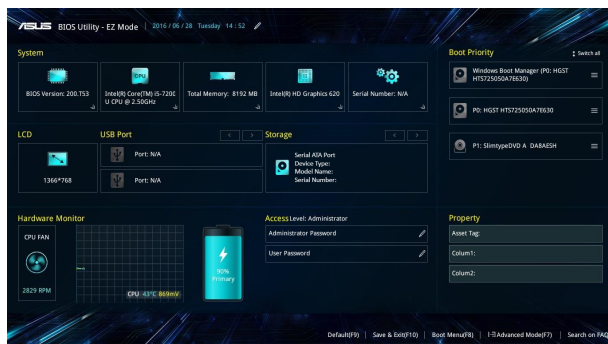 ASUS BIOS Utility - EZ Mode 2016 / 06 / 28 Tuesday 14 : 52
System
BIOS Version: 200.T53
CPU
Intel(R) Core(TM) i5-7200
U CPU @ 2.50GHz
Total Memory: 8192 MB
Intel(R) HD Graphics 620
Serial Number: N/A
Boot Priority
Switch all
Windows Boot Manager (P0: HGST
HTS725050A7E630)
P0: HGST HTS725050A7E630
P1: SlimtypeDVD A DA8AESH
LCD
1366*768
USB Port
Port: N/A
Port: N/A
Storage
Serial ATA Port
Device Type:
Model Name:
Serial Number:
Hardware Monitor
CPU FAN
2829 RPM
CPU 43°C 869mV
90%
Primary
Access Level: Administrator
Administrator Password
User Password
Property
Asset Tag:
Colum1:
Colum2:
Default(F9) | Save & Exit(F10) | Boot Menu(F8) | Advanced Mode(F7) | Search on FAQ